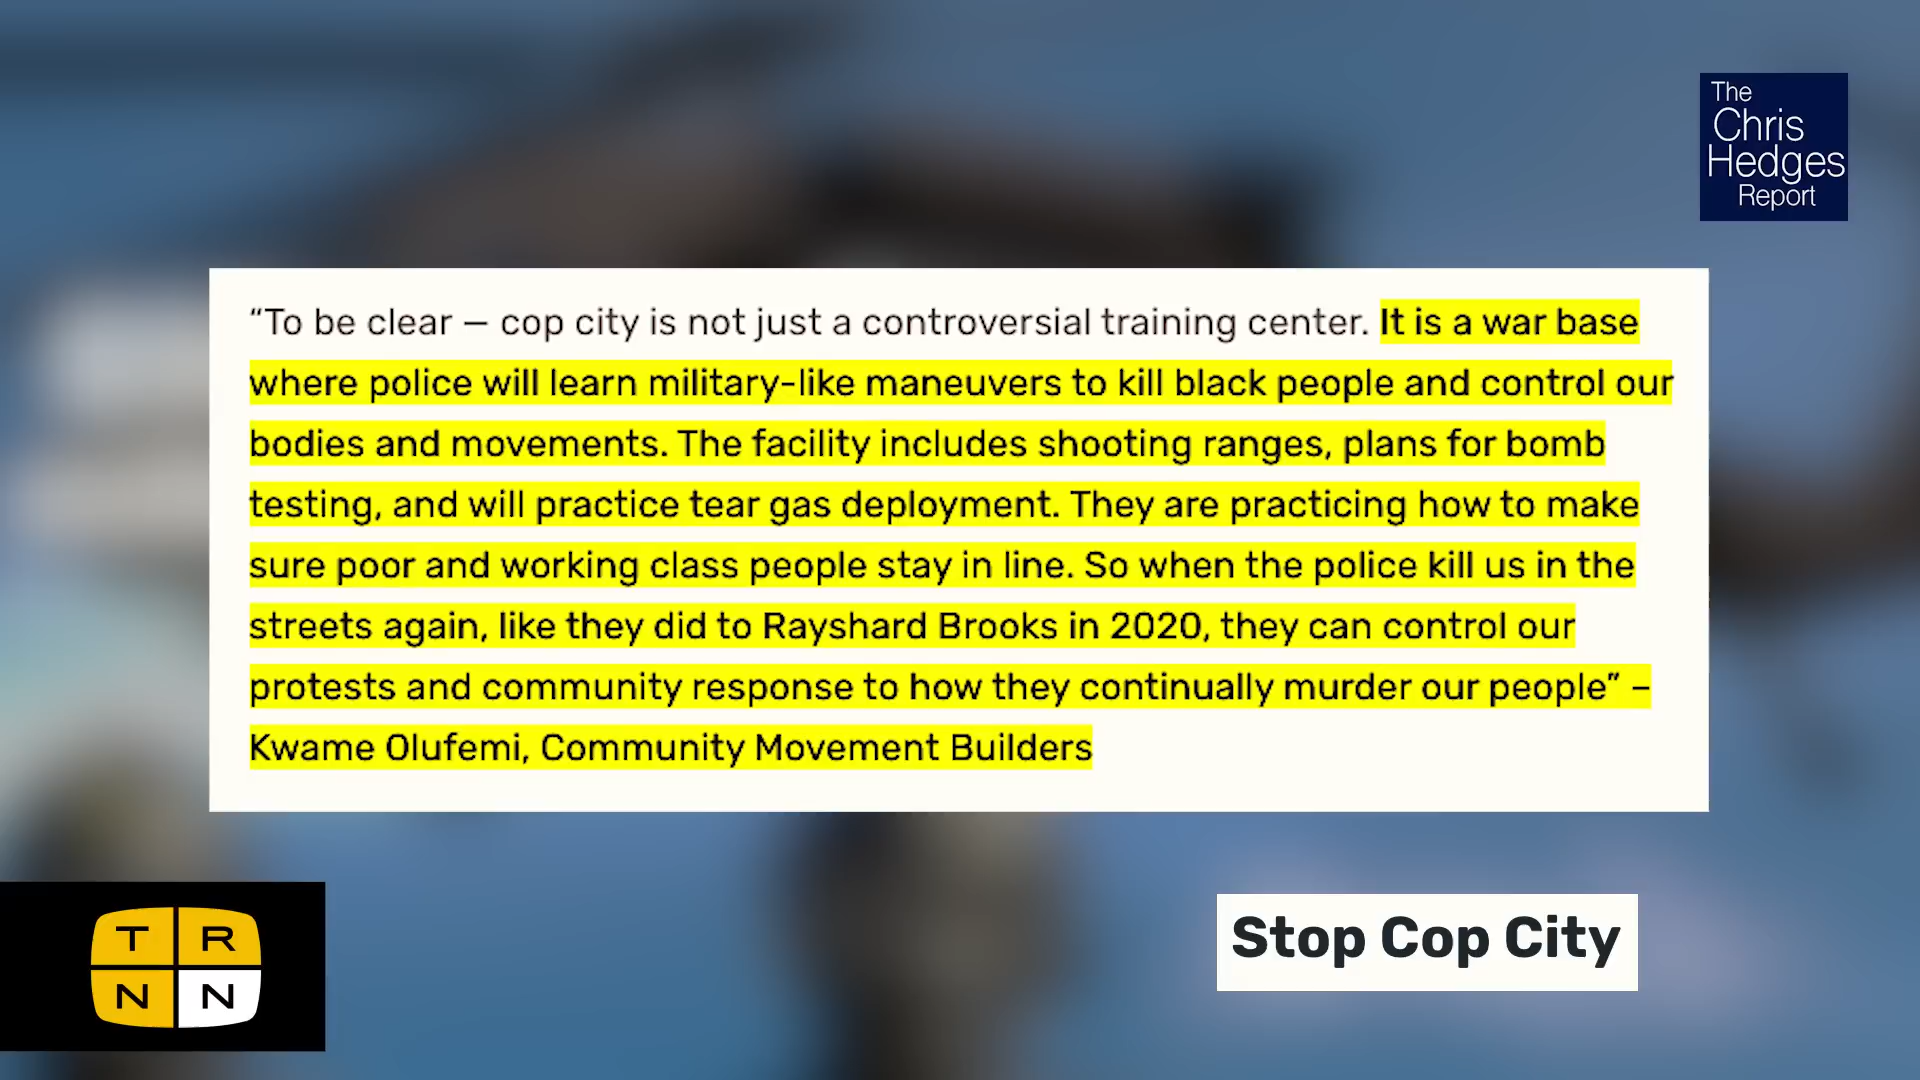 The
Chris
Hedges
Report
“To be clear – cop city is not just a controversial training center. It is a war base
where police will learn military-like maneuvers to kill black people and control our
bodies and movements. The facility includes shooting ranges, plans for bomb
testing, and will practice tear gas deployment. They are practicing how to make
sure poor and working class people stay in line. So when the police kill us in the
streets again, like they did to Rayshard Brooks in 2020, they can control our
protests and community response to how they continually murder our people” –
Kwame Olufemi, Community Movement Builders
Stop Cop City
T R
N N